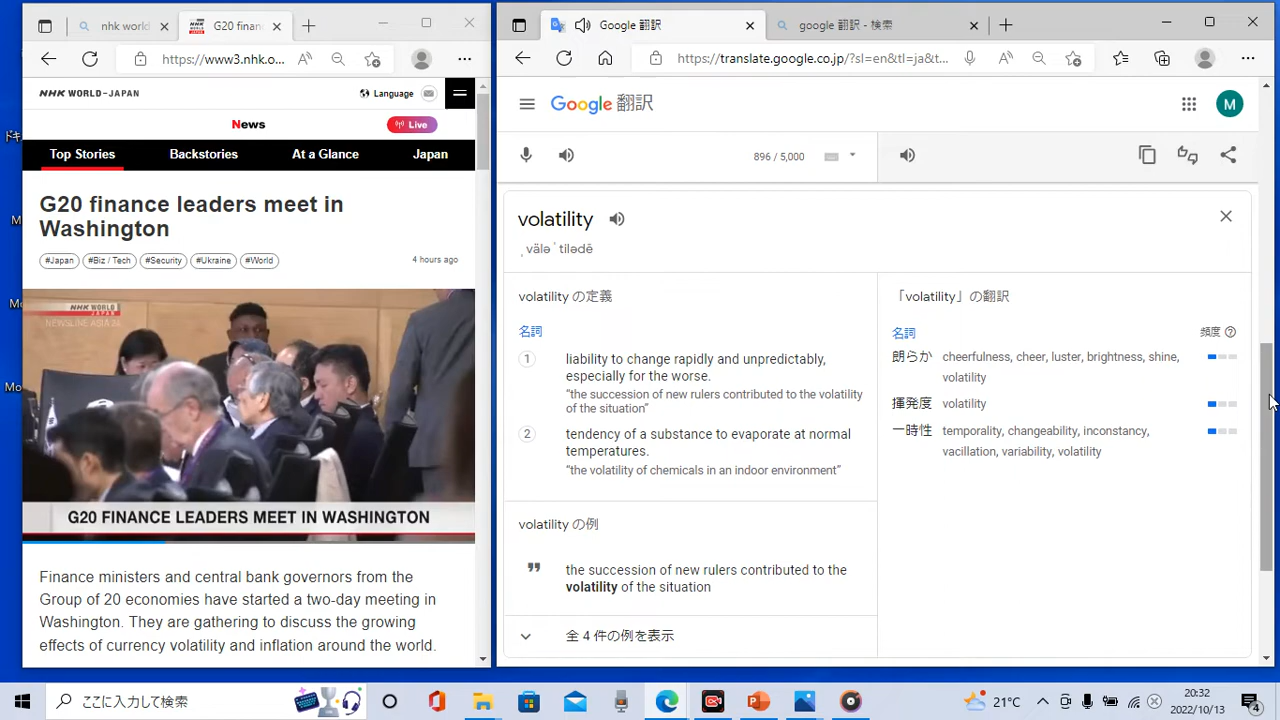 nhk world
G20 finan
https://www3.nhk.o...
NHK WORLD-JAPAN
Language
News
Live
Top Stories
Backstories
At a Glance
Japan
G20 finance leaders meet in
Washington
#Japan
#Biz / Tech
#Security
#Ukraine
#World
4 hours ago
NHK WORLD
JAPAN
NEWSLINE ASIA 24
G20 FINANCE LEADERS MEET IN WASHINGTON
Finance ministers and central bank governors from the
Group of 20 economies have started a two-day meeting in
Washington. They are gathering to discuss the growing
effects of currency volatility and inflation around the world.
Google 翻訳
google 翻訳 - 検索
https://translate.google.co.jp/?sl=en&tl=ja&t...
Google 翻訳
M
896 / 5,000
volatility
ˌväləˈtilədē
volatility の定義
名詞
1
liability to change rapidly and unpredictably,
especially for the worse.
“the succession of new rulers contributed to the volatility
of the situation”
2
tendency of a substance to evaporate at normal
temperatures.
“the volatility of chemicals in an indoor environment”
volatility の例
the succession of new rulers contributed to the
volatility of the situation
全 4 件の例を表示
「volatility」の翻訳
名詞
頻度
朗らか
cheerfulness, cheer, luster, brightness, shine,
volatility
揮発度
volatility
一時性
temporality, changeability, inconstancy,
vacillation, variability, volatility
ここに入力して検索
21°C
20:32
2022/10/13
4